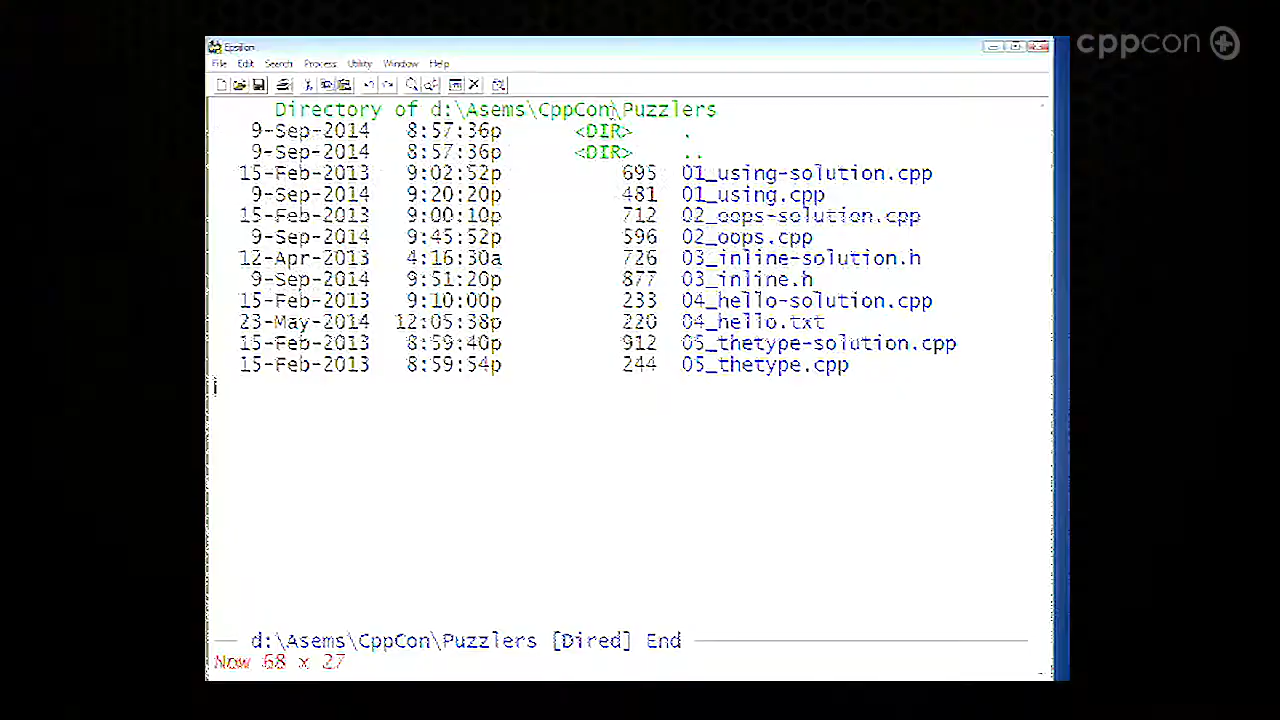 cppcon
Epsilon
File Edit Search Process Utility Window Help
Directory of d:\Asems\CppCon\Puzzlers
9-Sep-2014 8:57:36p <DIR> .
9-Sep-2014 8:57:36p <DIR> ..
15-Feb-2013 9:02:52p 695 01_using-solution.cpp
9-Sep-2014 9:20:20p 481 01_using.cpp
15-Feb-2013 9:00:10p 712 02_oops-solution.cpp
9-Sep-2014 9:45:52p 596 02_oops.cpp
12-Apr-2013 4:16:30a 726 03_inline-solution.h
9-Sep-2014 9:51:20p 877 03_inline.h
15-Feb-2013 9:10:00p 233 04_hello-solution.cpp
23-May-2014 12:05:38p 220 04_hello.txt
15-Feb-2013 8:59:40p 912 05_thetype-solution.cpp
15-Feb-2013 8:59:54p 244 05_thetype.cpp
d:\Asems\CppCon\Puzzlers [Dired] End
Now 68 x 27